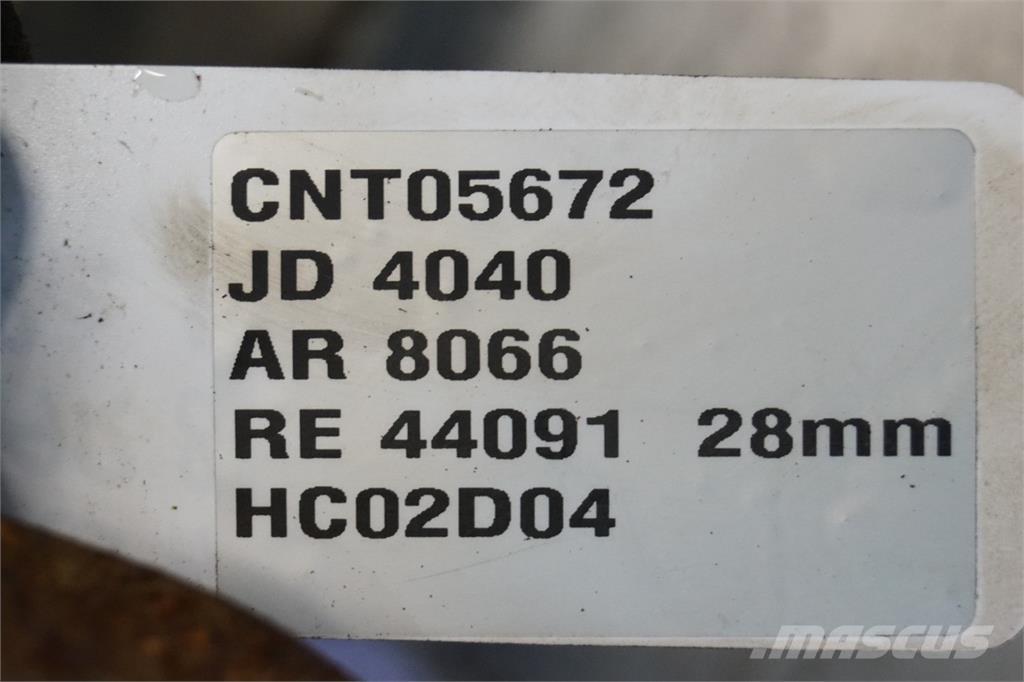 CNT05672
JD 4040
AR 8066
RE 44091 28mm
HC02D04
MASCUS